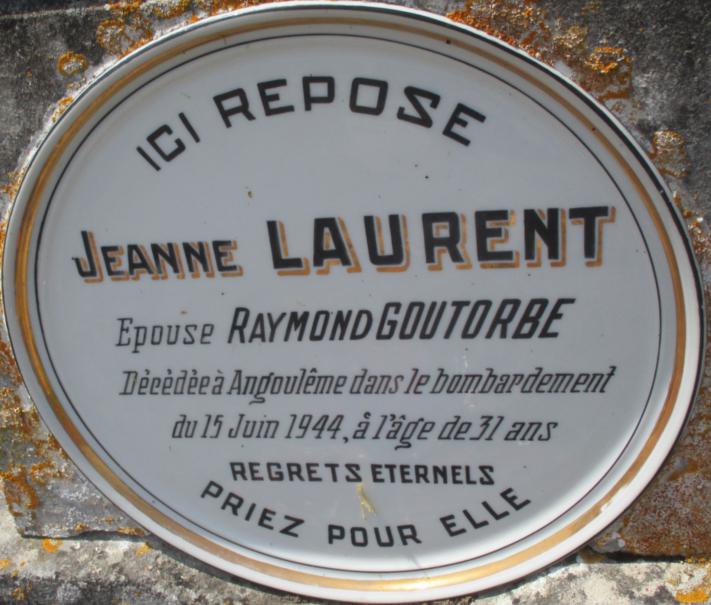 ICI REPOSE
JEANNE LAURENT
Epouse RAYMOND GOUTORBE
Décédée à Angoulême dans le bombardement
du 15 Juin 1944, à l'âge de 31 ans
REGRETS ETERNELS
PRIEZ POUR ELLE